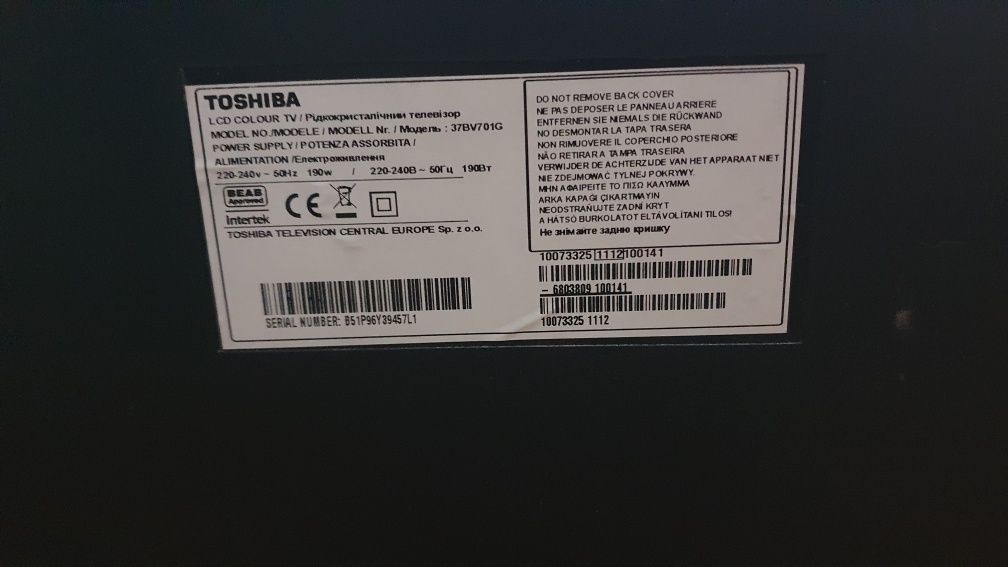 TOSHIBA
LCD COLOUR TV / Рідкокристалічний телевізор
MODEL NO./MODELE / MODELL Nr. / Модель : 37BV701G
POWER SUPPLY / POTENZA ASSORBITA /
ALIMENTATION /Електроживлення
220-240v ~ 50Hz 190w / 220-240В ~ 50Гц 190Вт
BEAB
Approved
Intertek
CE
TOSHIBA TELEVISION CENTRAL EUROPE Sp. z o.o.
SERIAL NUMBER: B51P96Y39457L1
DO NOT REMOVE BACK COVER
NE PAS DEPOSER LE PANNEAU ARRIERE
ENTFERNEN SIE NIEMALS DIE RÜCKWAND
NO DESMONTAR LA TAPA TRASERA
NON RIMUOVERE IL COPERCHIO POSTERIORE
NÃO RETIRAR A TAMPA TRASEIRA
VERWIJDER DE ACHTERZIJDE VAN HET APPARAAT NIET
NIE ZDEJMOWAĆ TYLNEJ POKRYWY.
ΜΗΝ ΑΦΑΙΡΕΙΤΕ ΤΟ ΠΙΣΩ ΚΑΛΥΜΜΑ
ARKA KAPAGI ÇIKARTMAYIN
NEODSTRAŇUJTE ZADNÍ KRYT
A HÁTSÓ BURKOLATOT ELTÁVOLÍTANI TILOS!
Не знімайте задню кришку
10073325 1112 100141
- 6803809 100141
10073325 1112